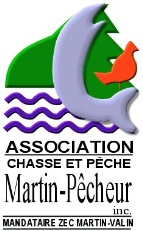 ASSOCIATION
CHASSE ET PÊCHE
Martin-Pêcheur
inc.
MANDATAIRE ZEC MARTIN-VALIN